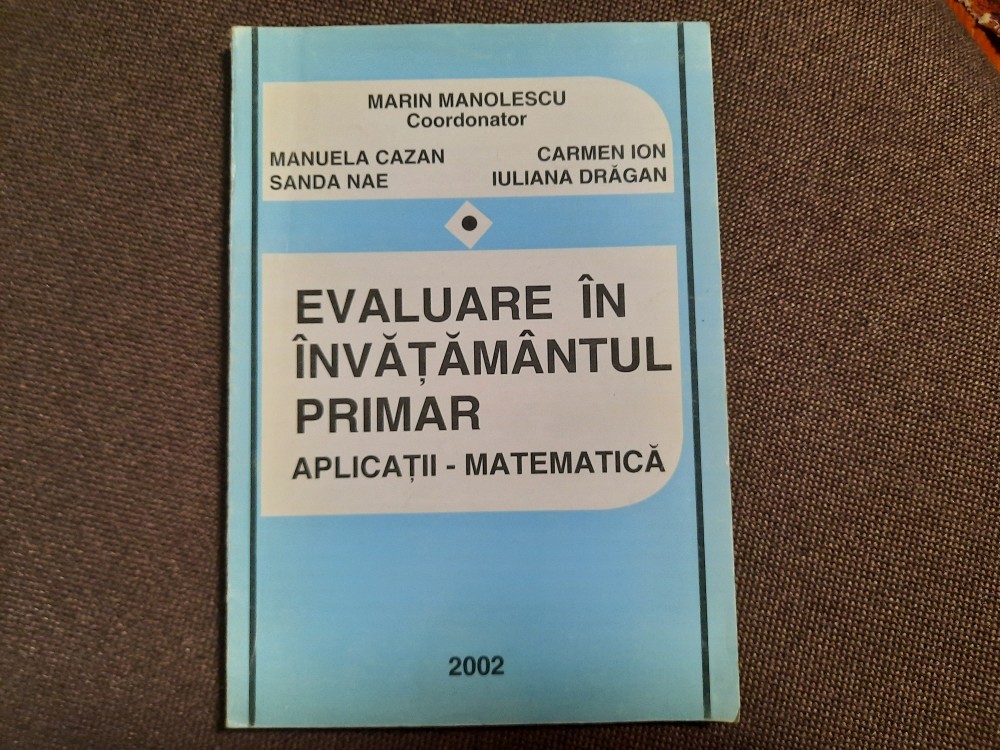 MARIN MANOLESCU
Coordonator
MANUELA CAZAN CARMEN ION
SANDA NAE IULIANA DRĂGAN
EVALUARE ÎN
ÎNVĂȚĂMÂNTUL
PRIMAR
APLICAȚII - MATEMATICĂ
2002